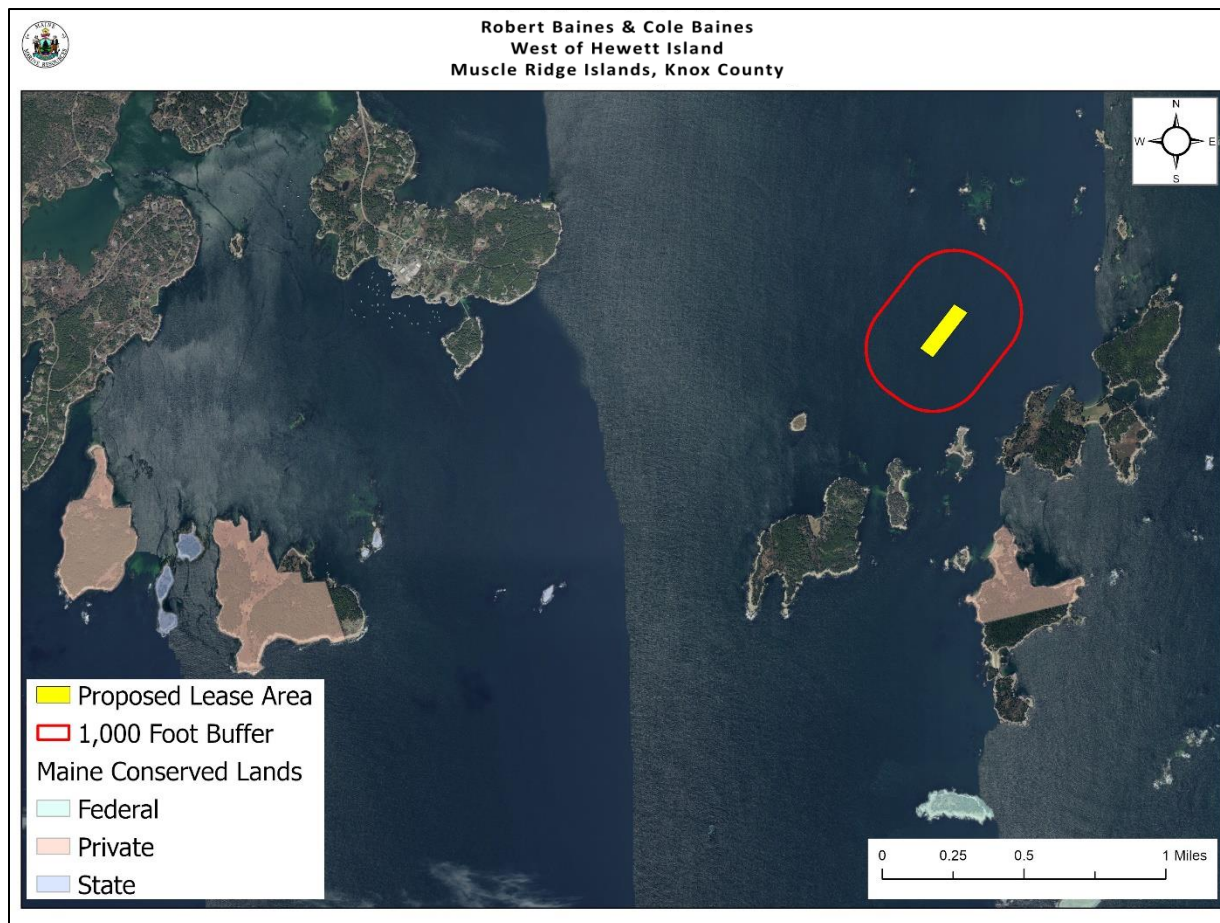 Robert Baines & Cole Baines
West of Hewett Island
Muscle Ridge Islands, Knox County
MAINE
N
W E
S
Proposed Lease Area
1,000 Foot Buffer
Maine Conserved Lands
Federal
Private
State
0 0.25 0.5 1 Miles